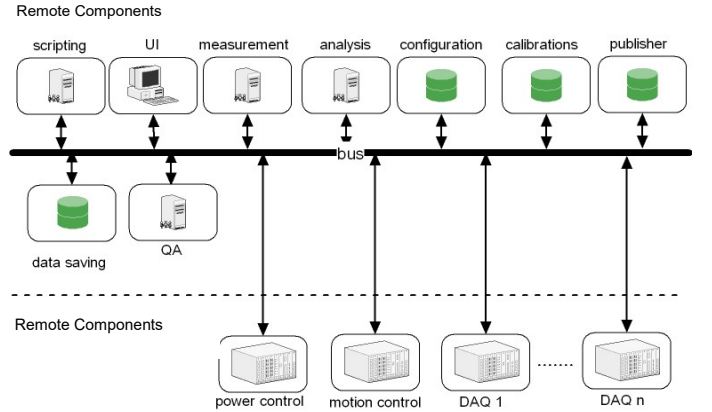 Remote Components
scripting UI measurement analysis configuration calibrations publisher
bus
data saving QA
Remote Components
power control motion control DAQ 1 ........ DAQ n